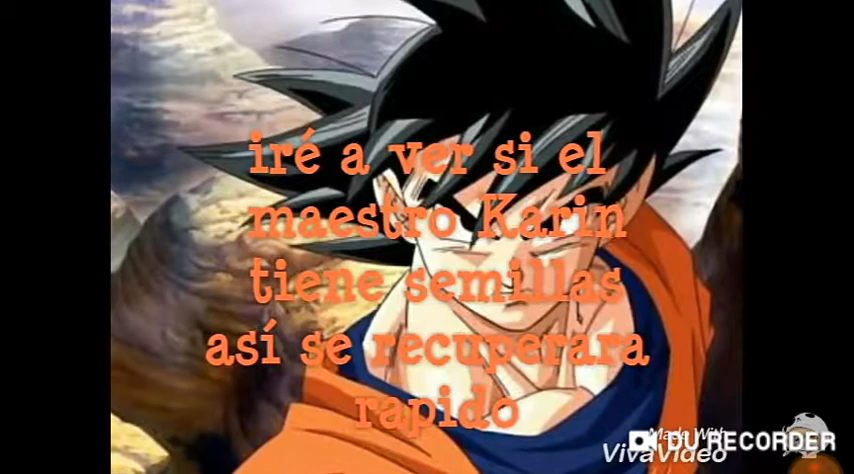 iré a ver si el
maestro Karin
tiene semillas
así se recuperara
rapido
Made With
VivaVideo
DU RECORDER